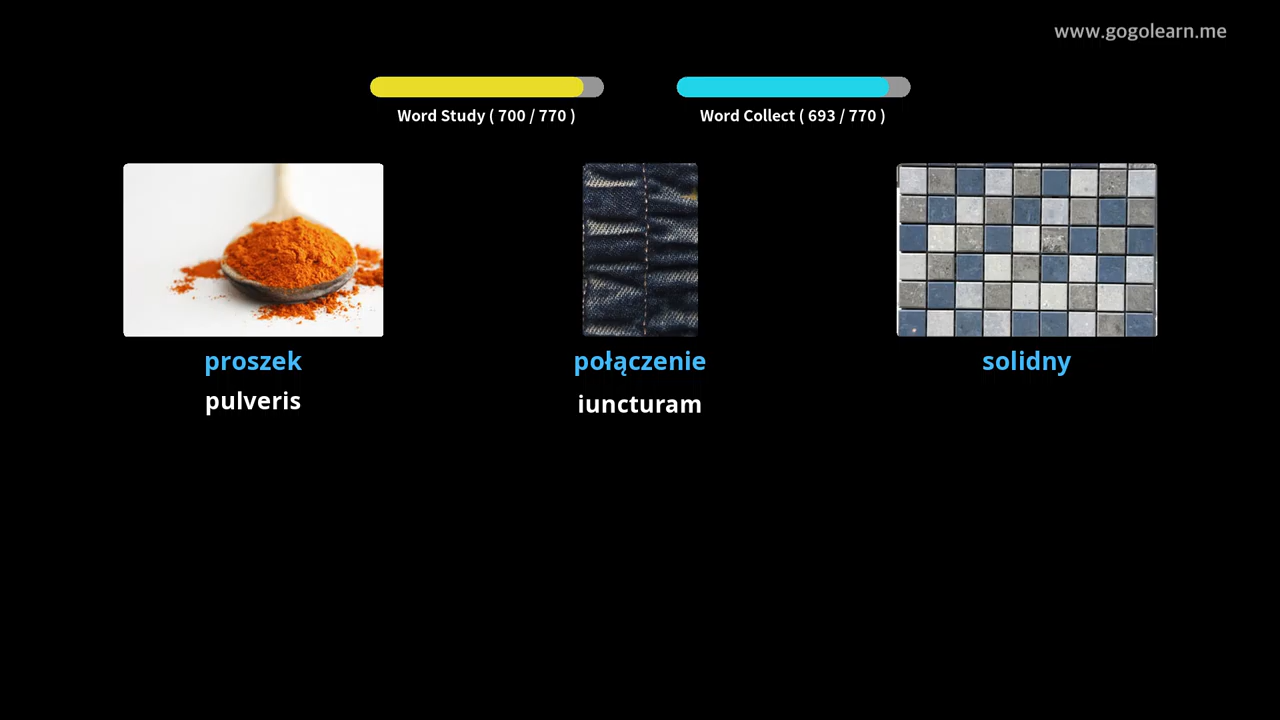 www.gogolearn.me
Word Study ( 700 / 770 )
Word Collect ( 693 / 770 )
proszek
połączenie
solidny
pulveris
iuncturam